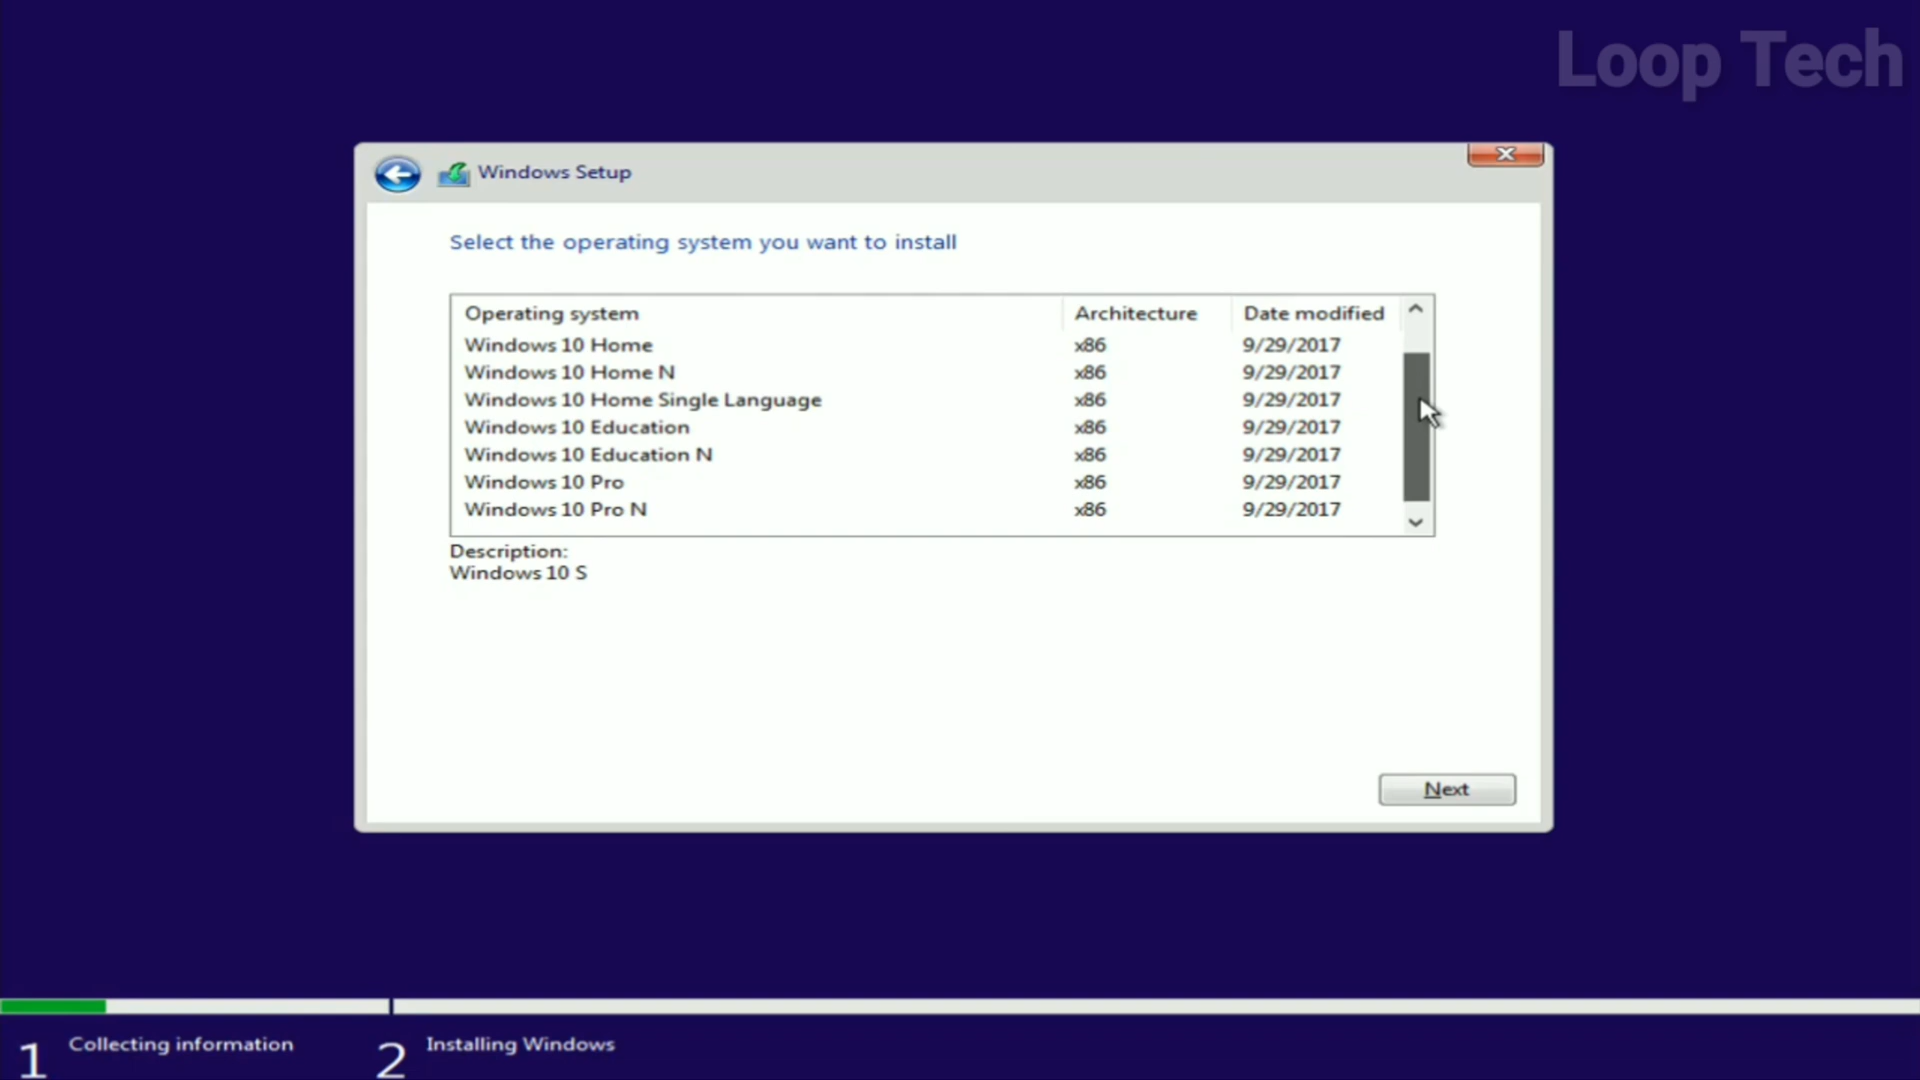 Loop Tech
Windows Setup
Select the operating system you want to install
Operating system Architecture Date modified
Windows 10 Home x86 9/29/2017
Windows 10 Home N x86 9/29/2017
Windows 10 Home Single Language x86 9/29/2017
Windows 10 Education x86 9/29/2017
Windows 10 Education N x86 9/29/2017
Windows 10 Pro x86 9/29/2017
Windows 10 Pro N x86 9/29/2017
Description:
Windows 10 S
Next
1 Collecting information 2 Installing Windows